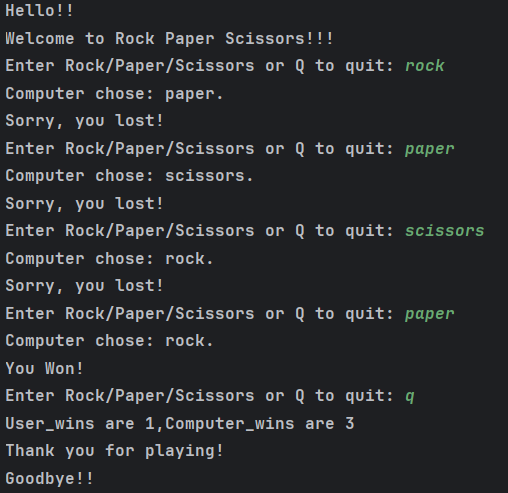 Hello!!
Welcome to Rock Paper Scissors!!!
Enter Rock/Paper/Scissors or Q to quit: rock
Computer chose: paper.
Sorry, you lost!
Enter Rock/Paper/Scissors or Q to quit: paper
Computer chose: scissors.
Sorry, you lost!
Enter Rock/Paper/Scissors or Q to quit: scissors
Computer chose: rock.
Sorry, you lost!
Enter Rock/Paper/Scissors or Q to quit: paper
Computer chose: rock.
You Won!
Enter Rock/Paper/Scissors or Q to quit: q
User_wins are 1,Computer_wins are 3
Thank you for playing!
Goodbye!!